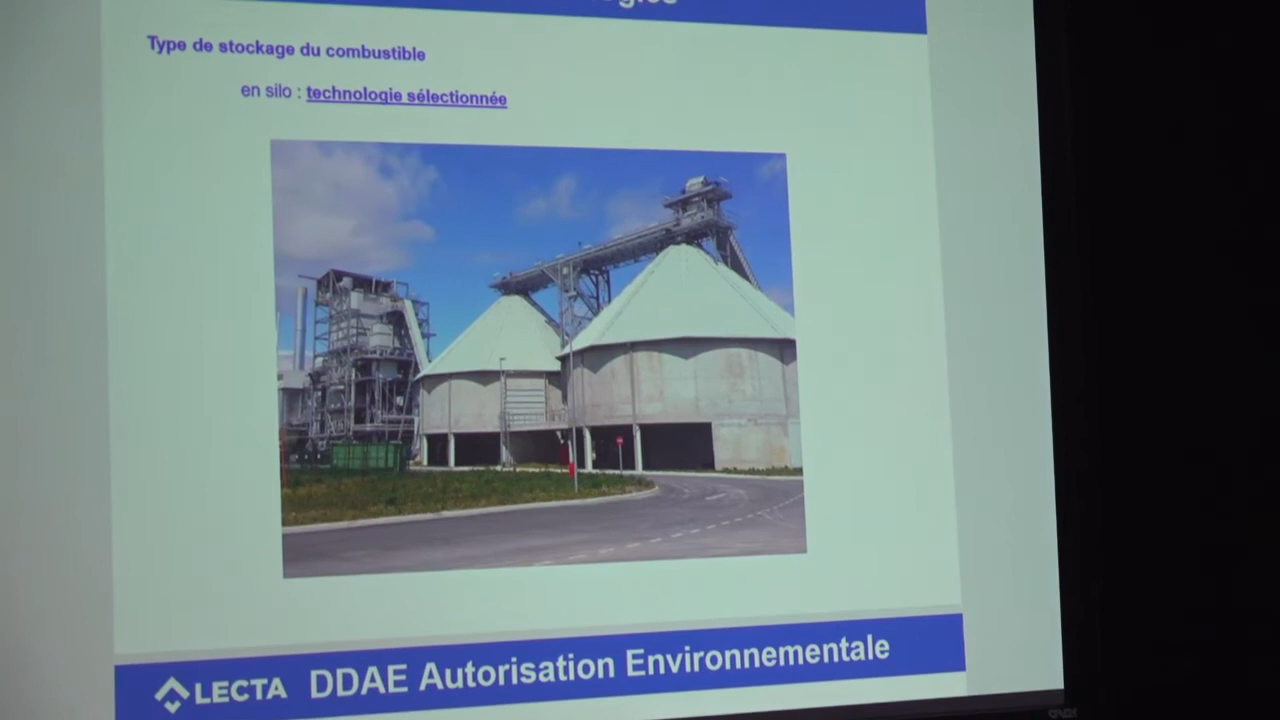 Type de stockage du combustible
en silo : technologie sélectionnée
LECTA DDAE Autorisation Environnementale